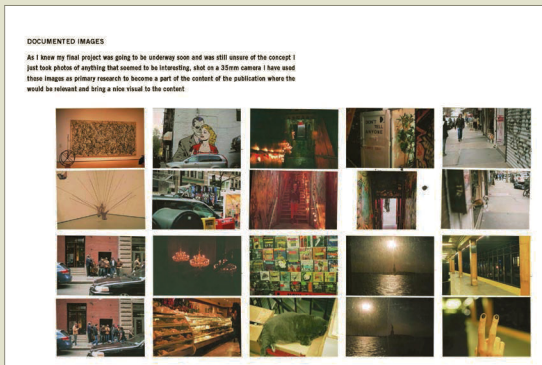 DOCUMENTED IMAGES
As I knew my final project was going to be underway soon and was still unsure of the concept I
just took photos of anything that seemed to be interesting, shot on a 35mm camera I have used
these images as primary research to become a part of the content of the publication where the
would be relevant and bring a nice visual to the content